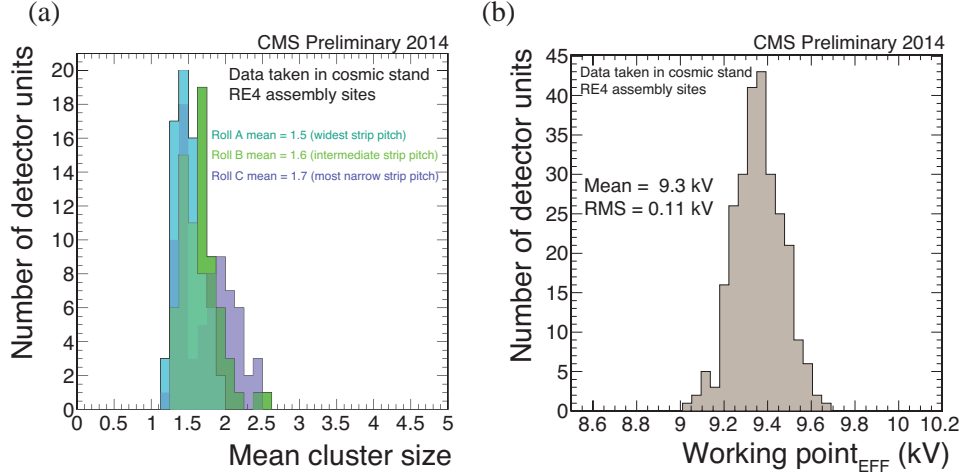 (a)
CMS Preliminary 2014
Number of detector units
20
18
16
14
12
10
8
6
4
2
0
Data taken in cosmic stand
RE4 assembly sites
Roll A mean = 1.5 (widest strip pitch)
Roll B mean = 1.6 (intermediate strip pitch)
Roll C mean = 1.7 (most narrow strip pitch)
0 0.5 1 1.5 2 2.5 3 3.5 4 4.5 5
Mean cluster size
(b)
CMS Preliminary 2014
Number of detector units
45
40
35
30
25
20
15
10
5
0
Data taken in cosmic stand
RE4 assembly sites
Mean = 9.3 kV
RMS = 0.11 kV
8.6 8.8 9 9.2 9.4 9.6 9.8 10 10.2
Working point_EFF (kV)